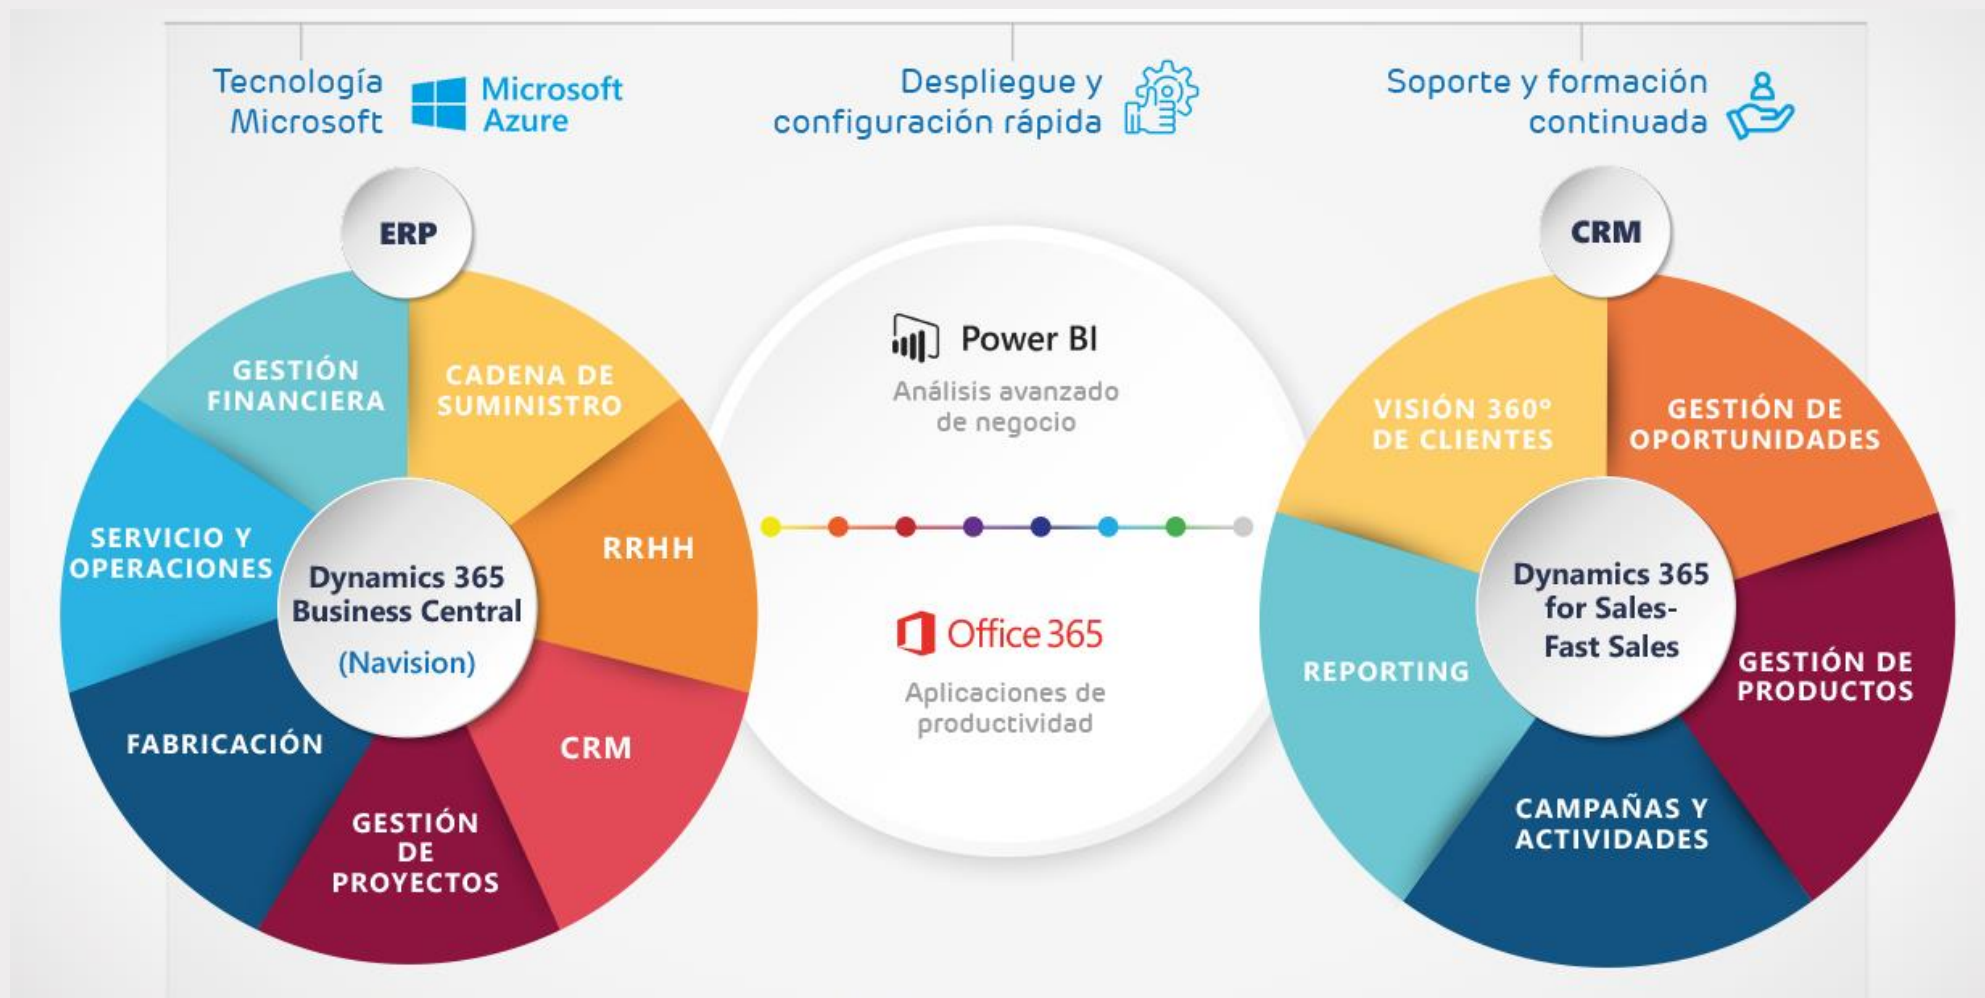 Tecnología
Microsoft
Microsoft
Azure
Despliegue y
configuración rápida
Soporte y formación
continuada
ERP
GESTIÓN
FINANCIERA
CADENA DE
SUMINISTRO
RRHH
CRM
GESTIÓN
DE
PROYECTOS
FABRICACIÓN
SERVICIO Y
OPERACIONES
Dynamics 365
Business Central
(Navision)
Power BI
Análisis avanzado
de negocio
Office 365
Aplicaciones de
productividad
CRM
VISIÓN 360º
DE CLIENTES
GESTIÓN DE
OPORTUNIDADES
GESTIÓN DE
PRODUCTOS
CAMPAÑAS Y
ACTIVIDADES
REPORTING
Dynamics 365
for Sales-
Fast Sales